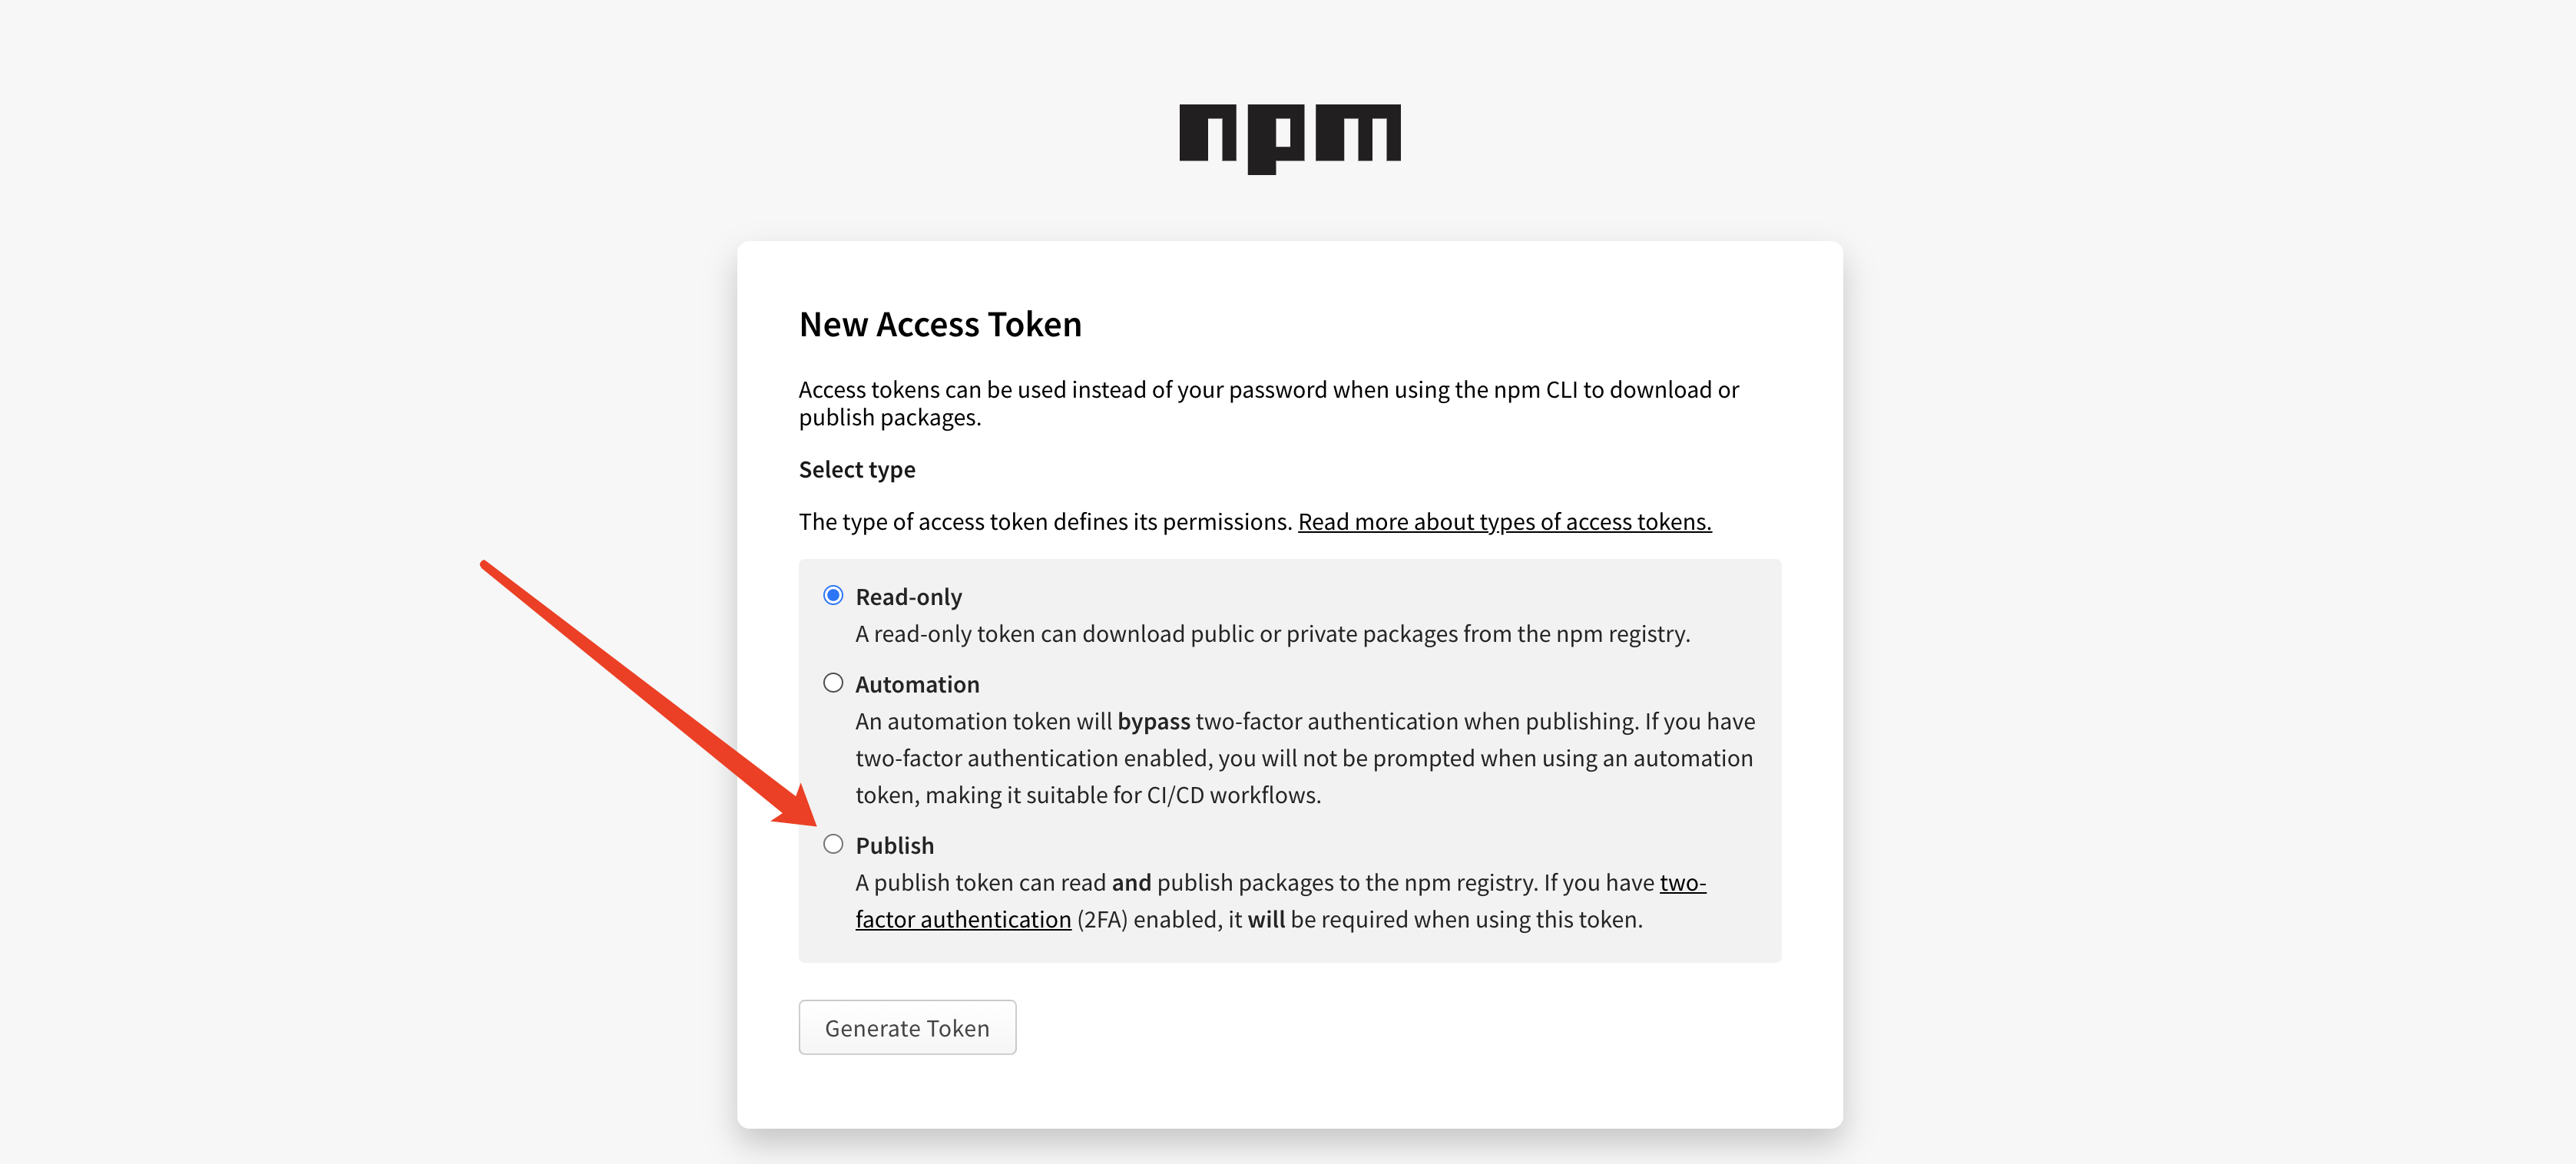 npm
New Access Token
Access tokens can be used instead of your password when using the npm CLI to download or
publish packages.
Select type
The type of access token defines its permissions. Read more about types of access tokens.
Read-only
A read-only token can download public or private packages from the npm registry.
Automation
An automation token will bypass two-factor authentication when publishing. If you have
two-factor authentication enabled, you will not be prompted when using an automation
token, making it suitable for CI/CD workflows.
Publish
A publish token can read and publish packages to the npm registry. If you have two-
factor authentication (2FA) enabled, it will be required when using this token.
Generate Token